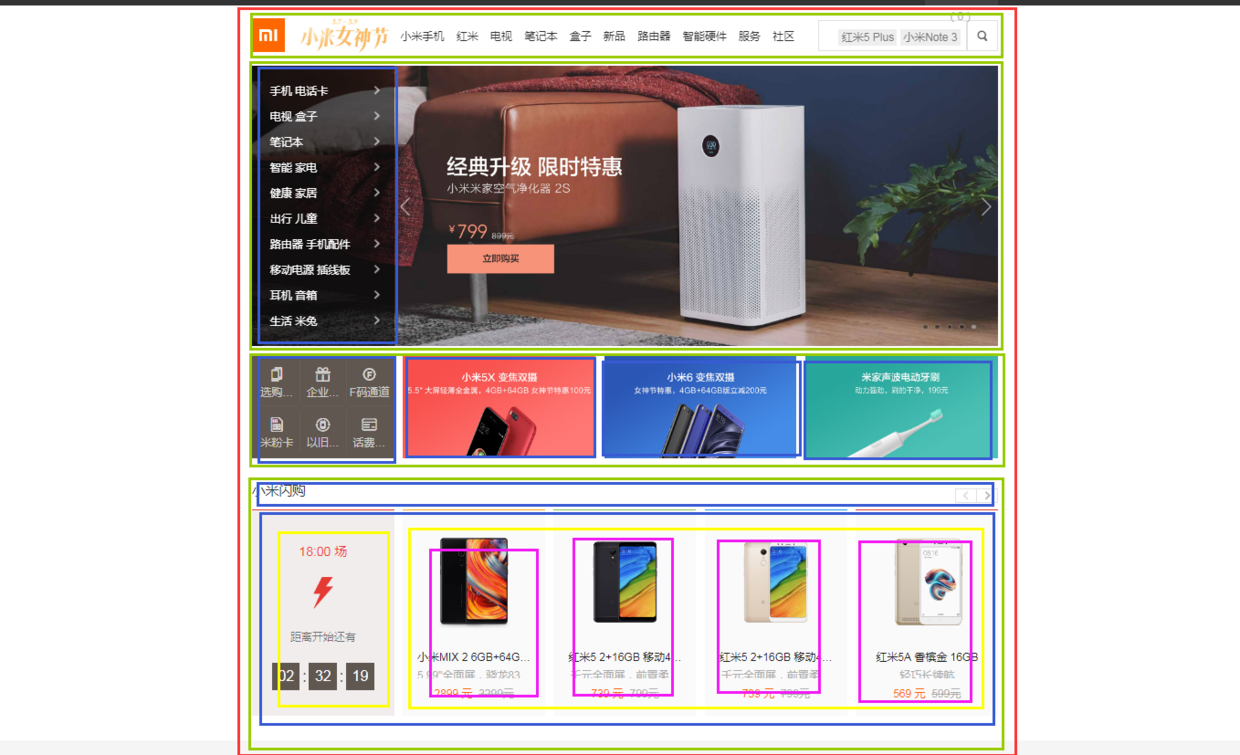 (0)
mi 小米女神节 小米手机 红米 电视 笔记本 盒子 新品 路由器 智能硬件 服务 社区 红米5 Plus 小米Note 3
手机 电话卡
电视 盒子
笔记本
智能 家电
健康 家居
出行 儿童
路由器 手机配件
移动电源 插线板
耳机 音箱
生活 米兔
经典升级 限时特惠
小米米家空气净化器 2S
¥799 899元
立即购买
选购... 企业... F码通道
米粉卡 以旧... 话费...
小米5X 变焦双摄
5.5" 大屏轻薄全金属,4GB+64GB 女神节特惠100元
小米6 变焦双摄
女神节特惠,4GB+64GB版立减200元
米家声波电动牙刷
动力强劲,刷的干净,199元
小米闪购
18:00 场
距离开始还有
02 : 32 : 19
小米MIX 2 6GB+64G...
5.99"全面屏,骁龙83
2899 元 3299元
红米5 2+16GB 移动4...
千元全面屏,前置柔
739 元 799元
红米5 2+16GB 移动4...
千元全面屏,前置柔
739 元 799元
红米5A 香槟金 16GB
轻巧长续航
569 元 599元